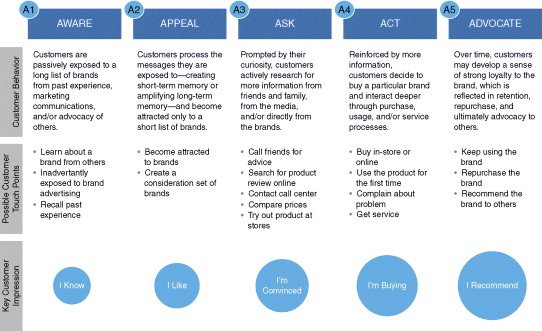 A1
AWARE
A2
APPEAL
A3
ASK
A4
ACT
A5
ADVOCATE
Customer Behavior
Customers are
passively exposed to a
long list of brands
from past experience,
marketing
communications,
and/or advocacy of
others.
Customers process the
messages they are
exposed to—creating
short-term memory or
amplifying long-term
memory—and become
attracted only to a
short list of brands.
Prompted by their
curiosity, customers
actively research for
more information from
friends and family,
from the media,
and/or directly from
the brands.
Reinforced by more
information,
customers decide to
buy a particular brand
and interact deeper
through purchase,
usage, and/or service
processes.
Over time, customers
may develop a sense
of strong loyalty to the
brand, which is
reflected in retention,
repurchase, and
ultimately advocacy to
others.
Possible Customer
Touch Points
• Learn about a
brand from others
• Inadvertently
exposed to brand
advertising
• Recall past
experience
• Become attracted
to brands
• Create a
consideration set of
brands
• Call friends for
advice
• Search for product
review online
• Contact call center
• Compare prices
• Try out product at
stores
• Buy in-store or
online
• Use the product for
the first time
• Complain about
problem
• Get service
• Keep using the
brand
• Repurchase the
brand
• Recommend the
brand to others
Key Customer
Impression
I Know
I Like
I'm
Convinced
I'm Buying
I Recommend